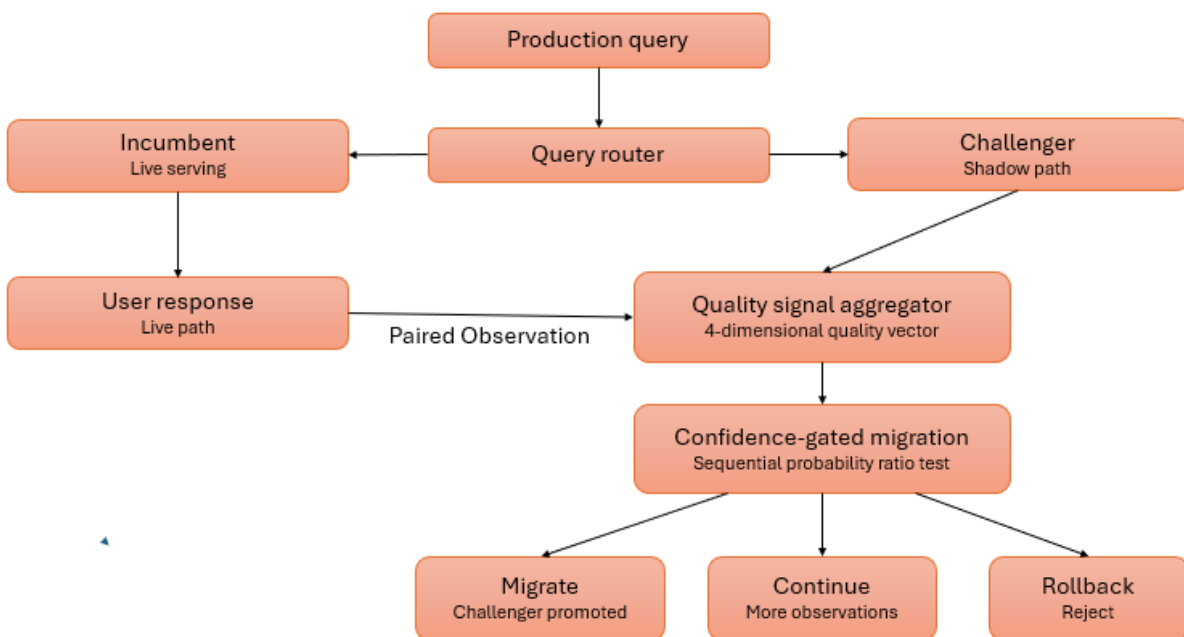 Production query
Incumbent
Live serving
Query router
Challenger
Shadow path
User response
Live path
Paired Observation
Quality signal aggregator
4-dimensional quality vector
Confidence-gated migration
Sequential probability ratio test
Migrate
Challenger promoted
Continue
More observations
Rollback
Reject